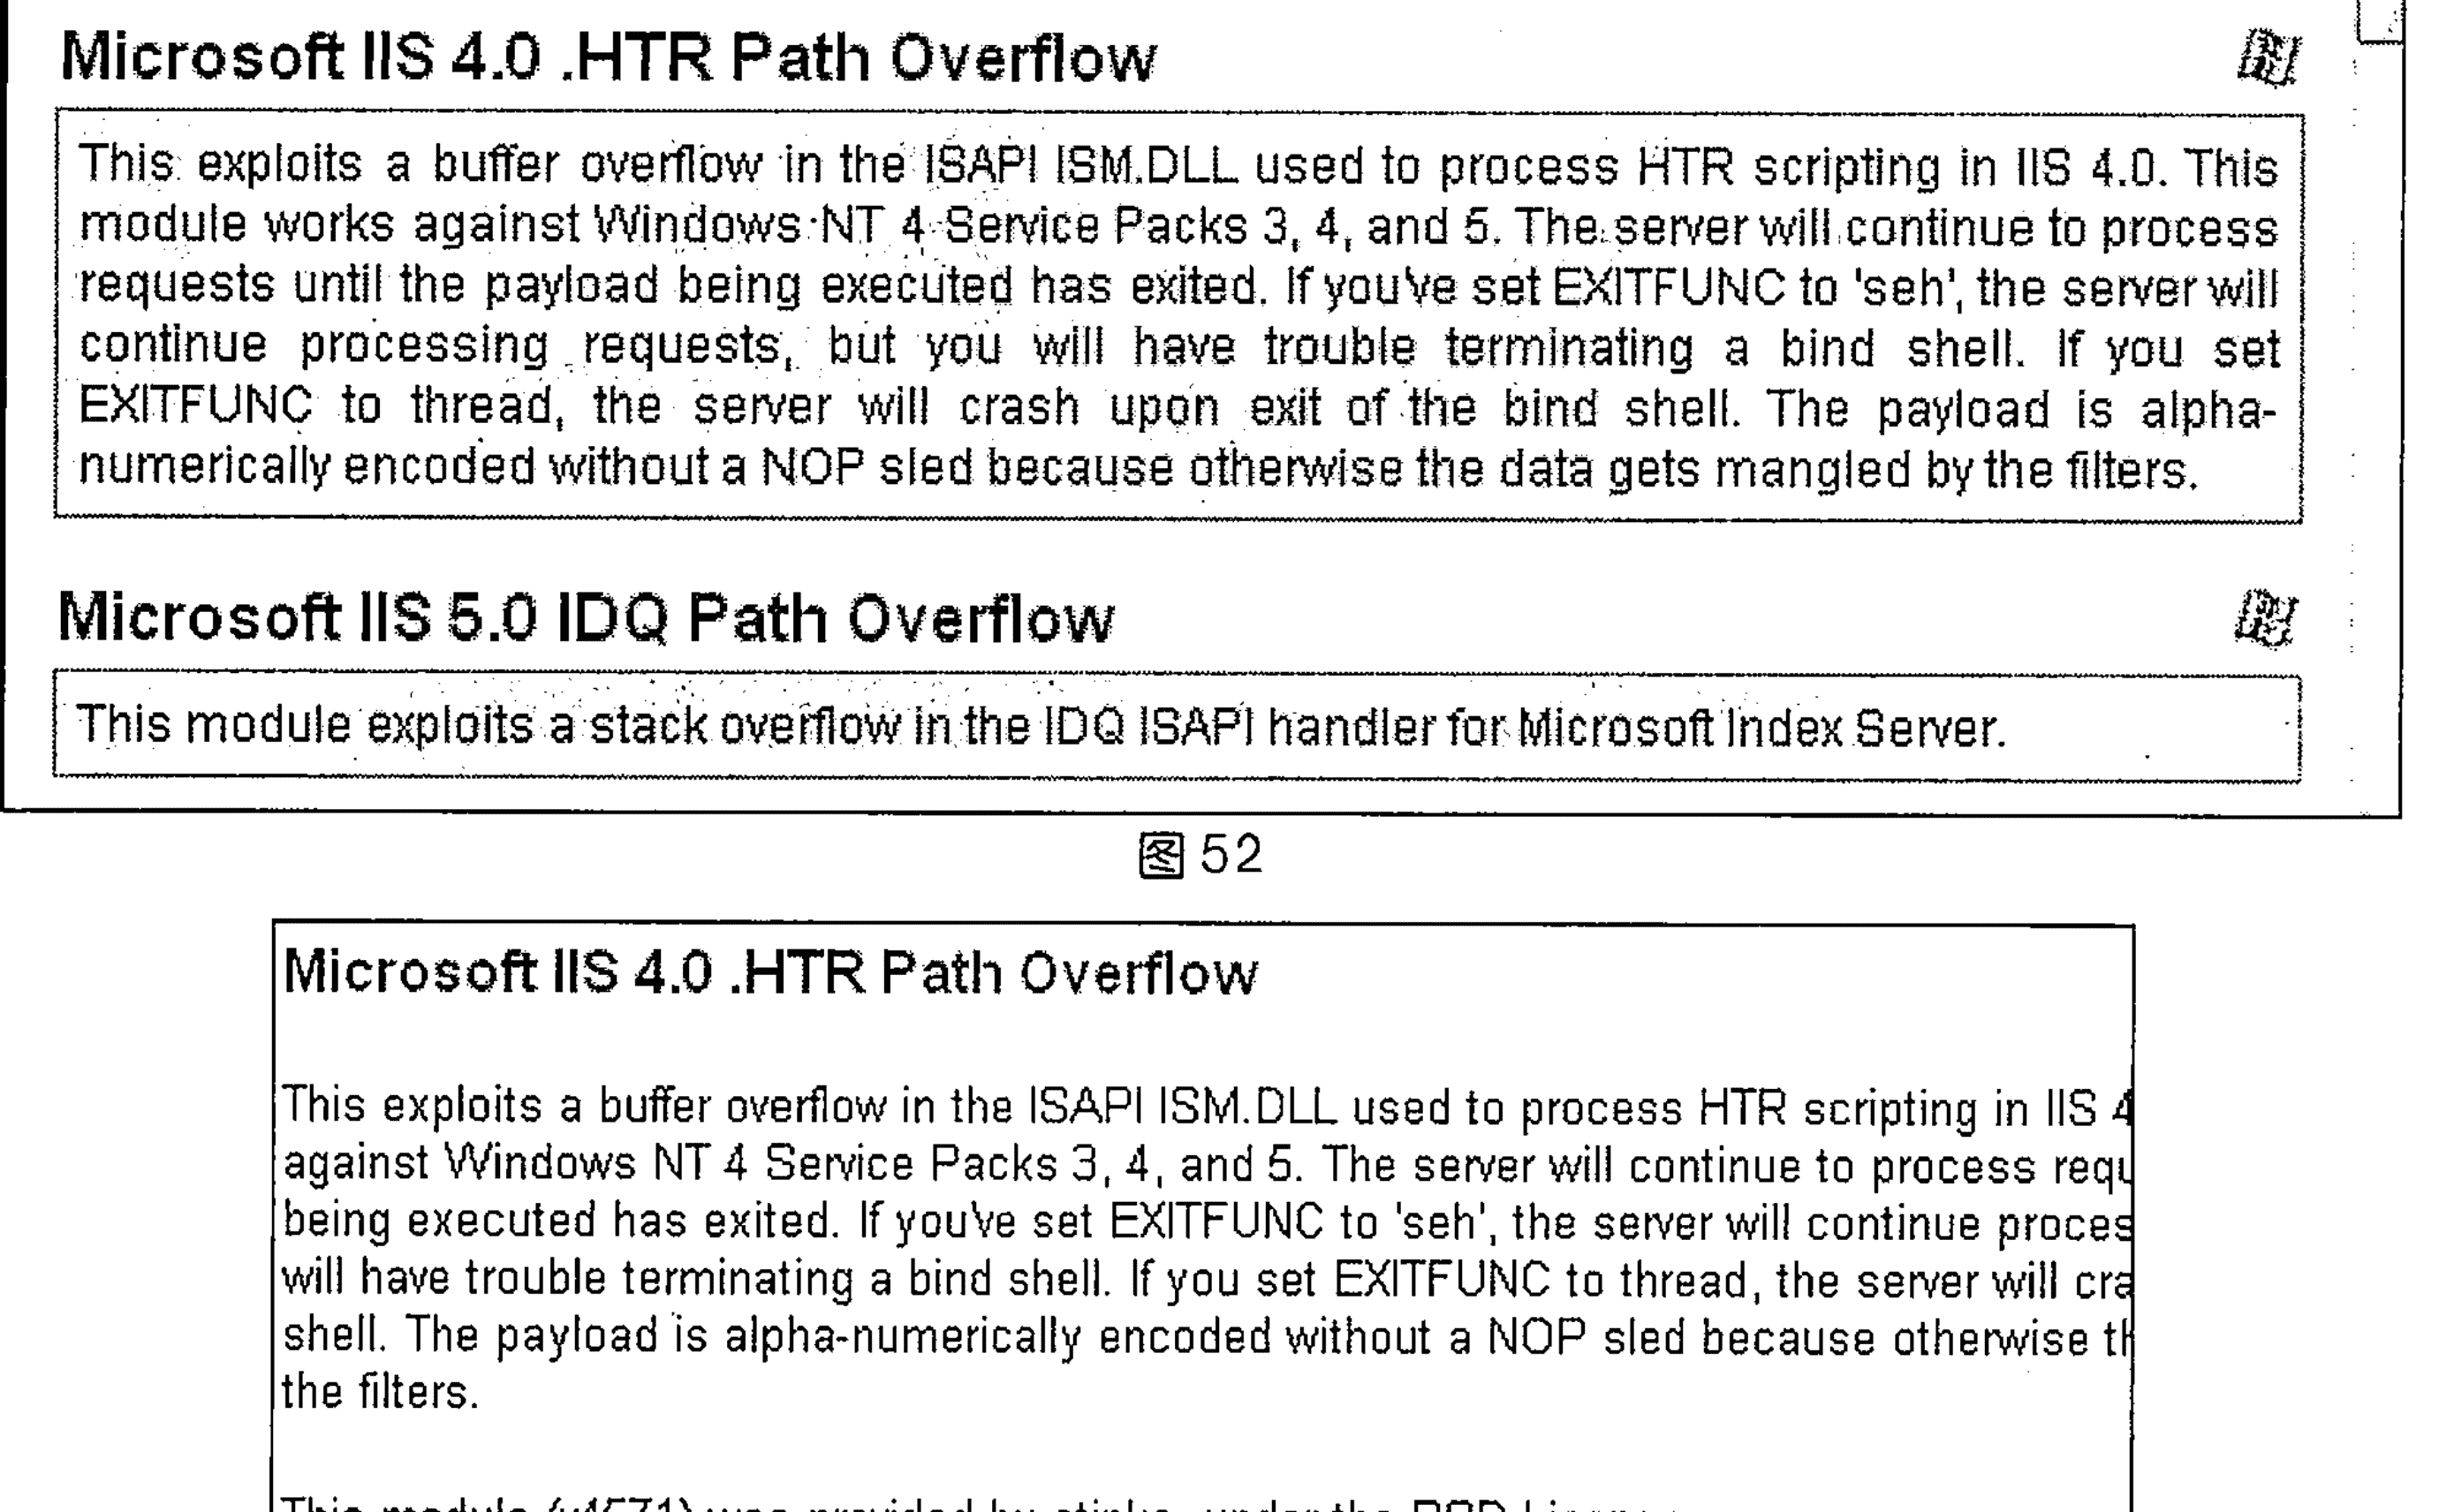 Microsoft IIS 4.0 .HTR Path Overflow
This exploits a buffer overflow in the ISAPI ISM.DLL used to process HTR scripting in IIS 4.0. This
module works against Windows NT 4 Service Packs 3, 4, and 5. The server will continue to process
requests until the payload being executed has exited. If you've set EXITFUNC to 'seh', the server will
continue processing requests, but you will have trouble terminating a bind shell. If you set
EXITFUNC to thread, the server will crash upon exit of the bind shell. The payload is alpha-
numerically encoded without a NOP sled because otherwise the data gets mangled by the filters.
Microsoft IIS 5.0 IDQ Path Overflow
This module exploits a stack overflow in the IDQ ISAPI handler for Microsoft Index Server.
图 52
Microsoft IIS 4.0 .HTR Path Overflow
This exploits a buffer overflow in the ISAPI ISM.DLL used to process HTR scripting in IIS 4
against Windows NT 4 Service Packs 3, 4, and 5. The server will continue to process requ
being executed has exited. If you've set EXITFUNC to 'seh', the server will continue proces
will have trouble terminating a bind shell. If you set EXITFUNC to thread, the server will cra
shell. The payload is alpha-numerically encoded without a NOP sled because otherwise th
the filters.
This module was provided by under the